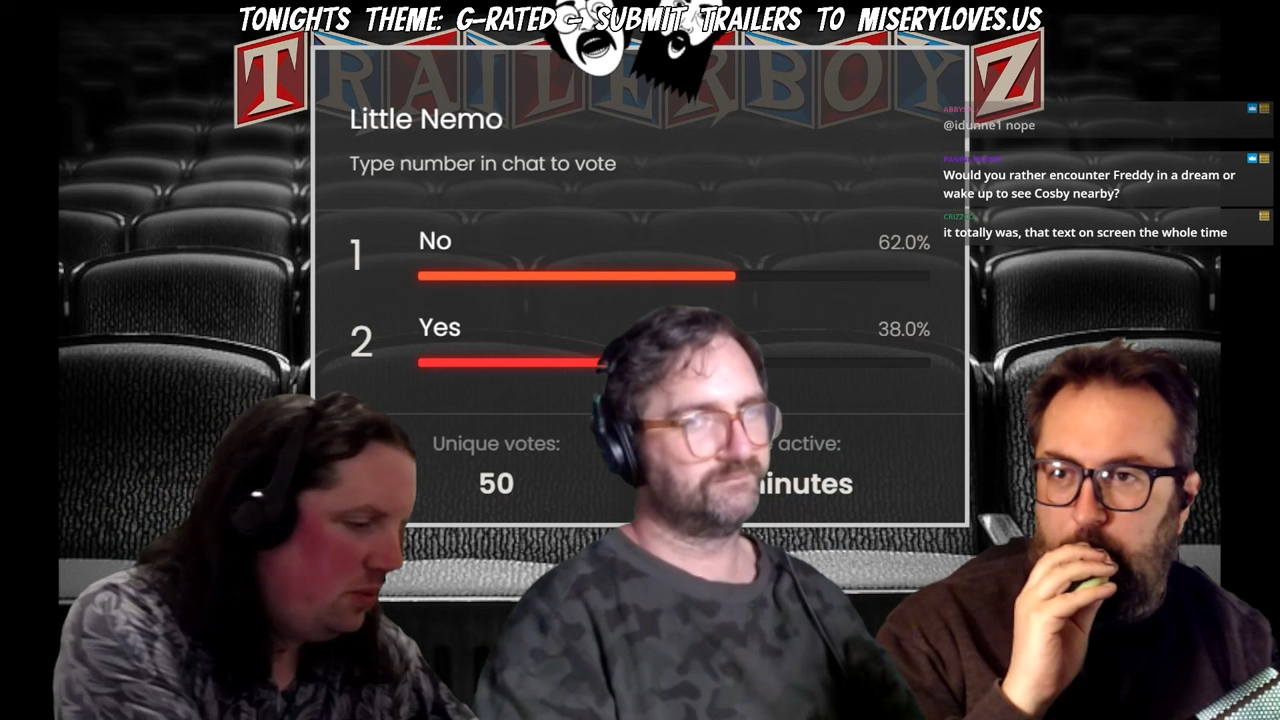 TONIGHTS THEME: G-RATED - SUBMIT TRAILERS TO MISERYLOVES.US
TRAILERBOYZ
Little Nemo
Type number in chat to vote
1 No 62.0%
2 Yes 38.0%
Unique votes: active:
50
@idunne1 nope
Would you rather encounter Freddy in a dream or
wake up to see Cosby nearby?
it totally was, that text on screen the whole time